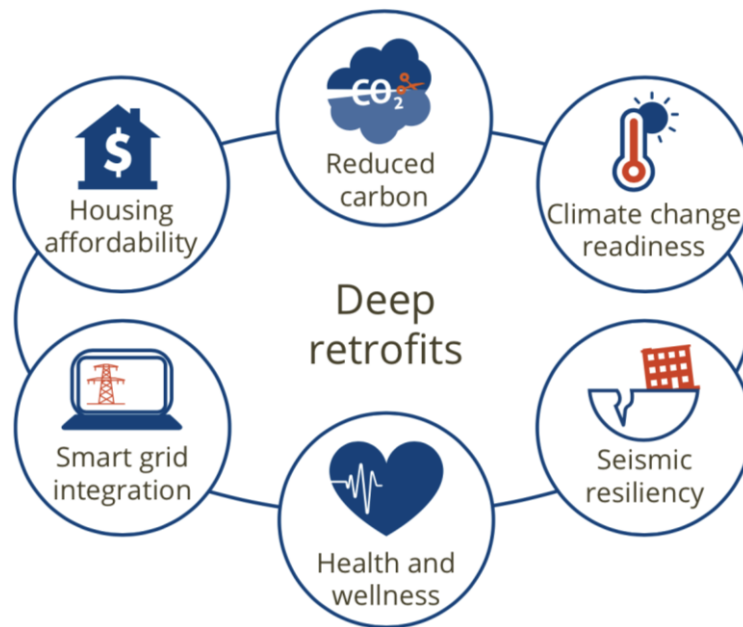 CO₂
Reduced
carbon
$
Housing
affordability
Climate change
readiness
Deep
retrofits
Smart grid
integration
Seismic
resiliency
Health and
wellness